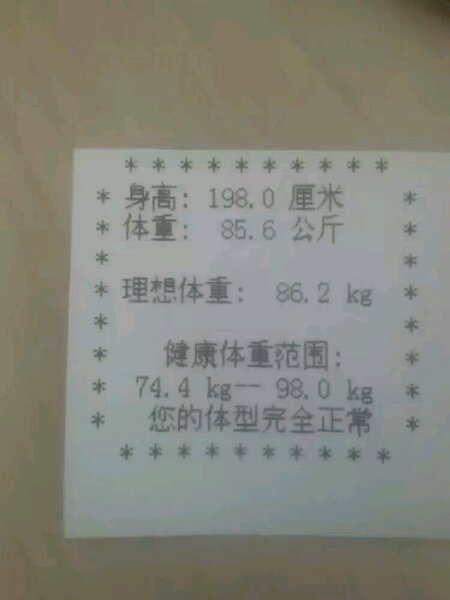 * * * * * * * * * *
* 身高: 198.0 厘米 *
* 体重: 85.6 公斤 *
* *
* 理想体重: 86.2 kg *
* *
* 健康体重范围: *
* 74.4 kg-- 98.0 kg *
* 您的体型完全正常 *
* * * * * * * * * *